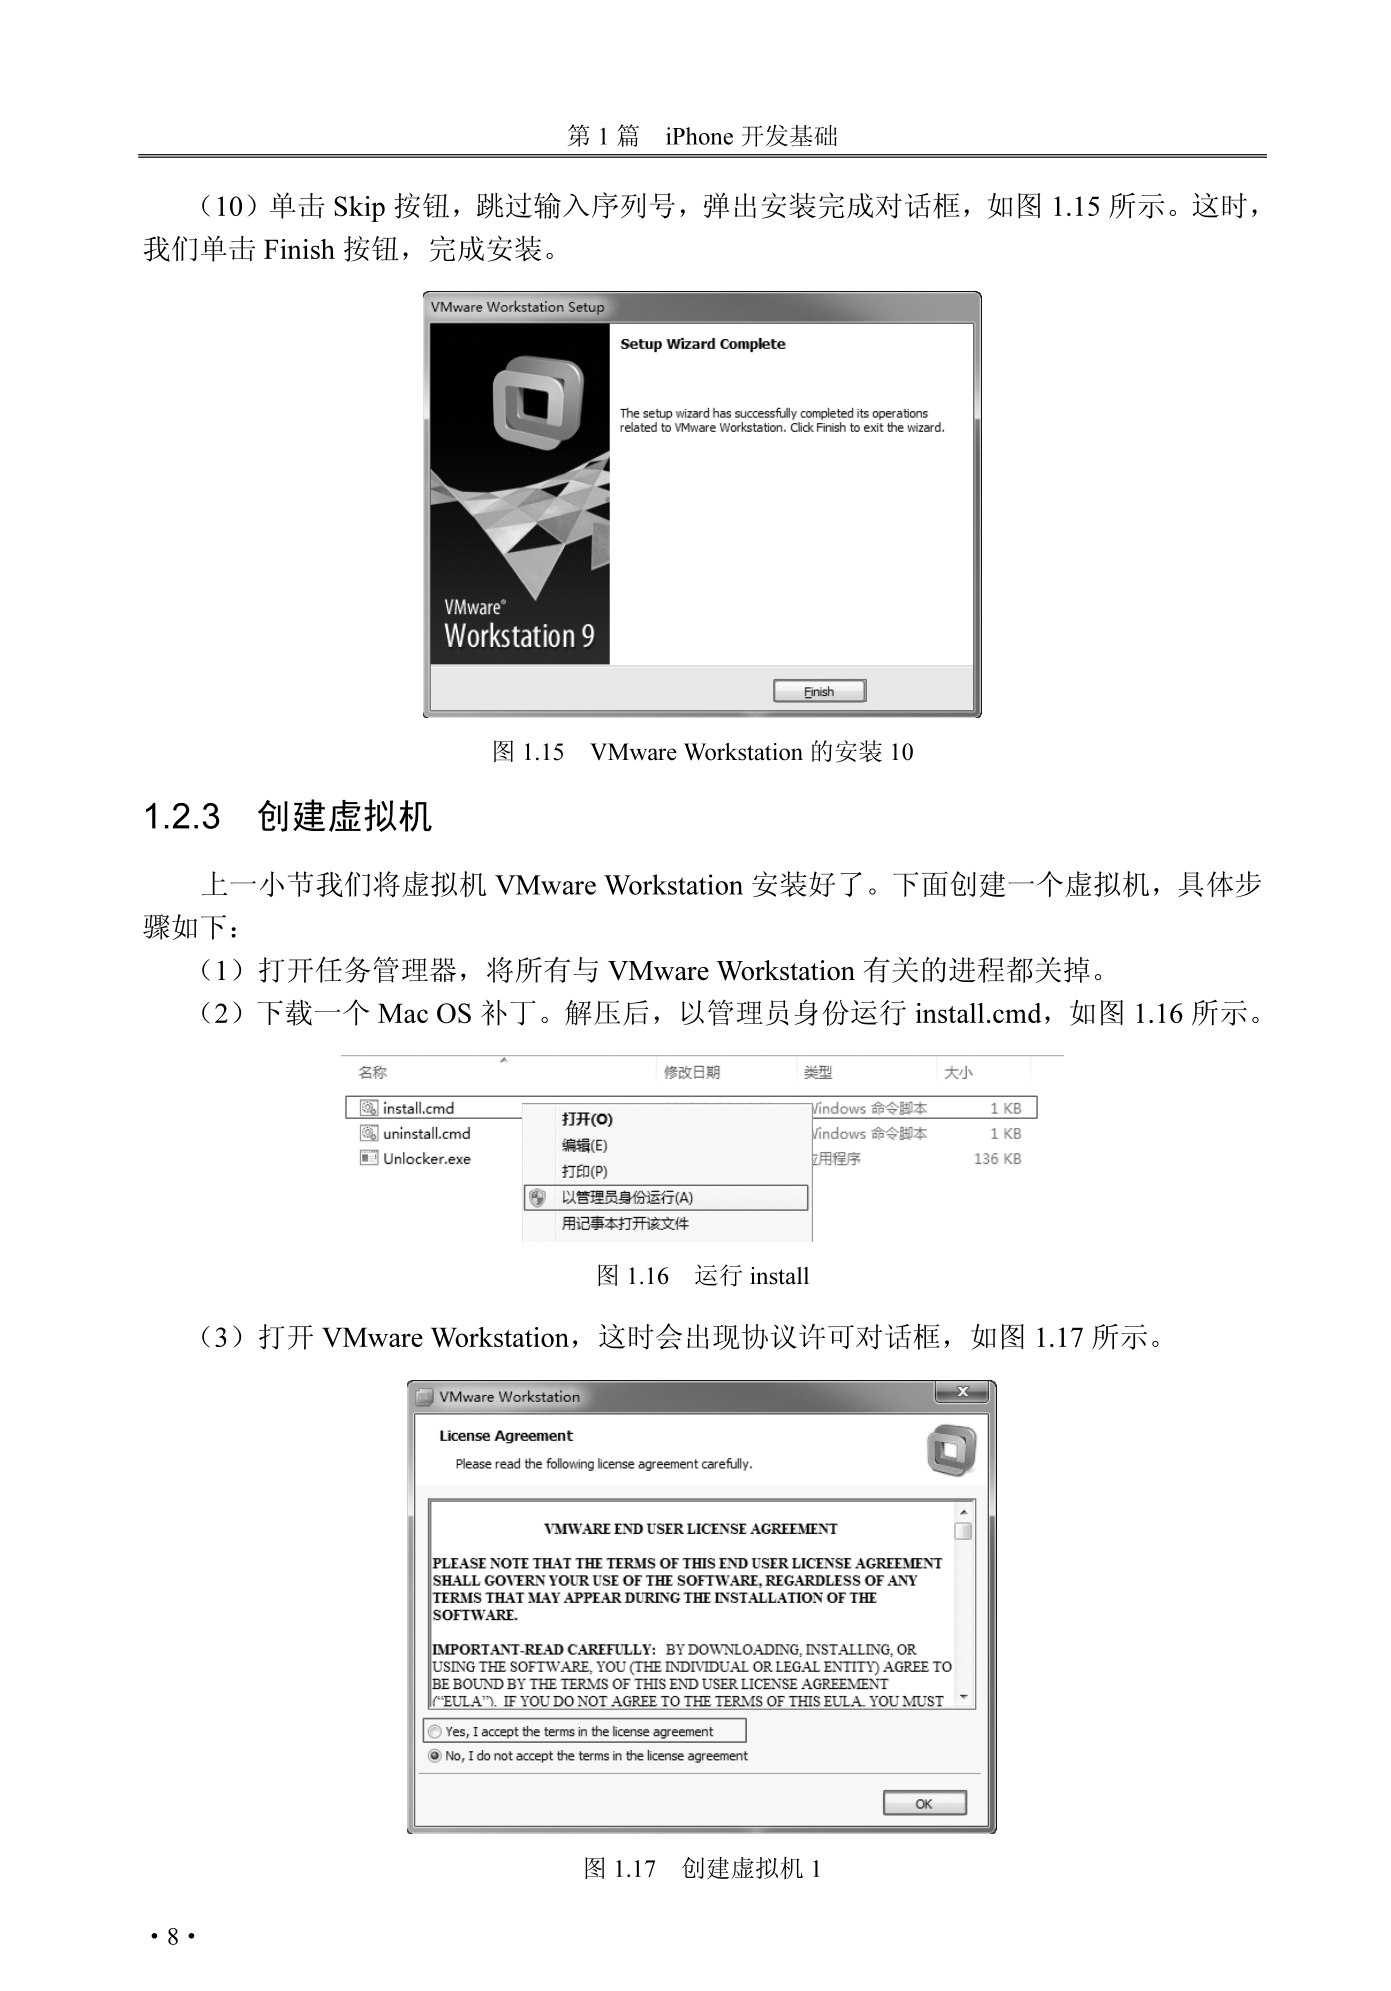 第 1 篇　iPhone 开发基础
（10）单击 Skip 按钮，跳过输入序列号，弹出安装完成对话框，如图 1.15 所示。这时，
我们单击 Finish 按钮，完成安装。
VMware Workstation Setup
Setup Wizard Complete
The setup wizard has successfully completed its operations
related to VMware Workstation. Click Finish to exit the wizard.
VMware®
Workstation 9
Finish
图 1.15　VMware Workstation 的安装 10
1.2.3　创建虚拟机
上一小节我们将虚拟机 VMware Workstation 安装好了。下面创建一个虚拟机，具体步
骤如下：
（1）打开任务管理器，将所有与 VMware Workstation 有关的进程都关掉。
（2）下载一个 Mac OS 补丁。解压后，以管理员身份运行 install.cmd，如图 1.16 所示。
名称 修改日期 类型 大小
install.cmd Windows 命令脚本 1 KB
uninstall.cmd Windows 命令脚本 1 KB
Unlocker.exe 应用程序 136 KB
打开(O)
编辑(E)
打印(P)
以管理员身份运行(A)
用记事本打开该文件
图 1.16　运行 install
（3）打开 VMware Workstation，这时会出现协议许可对话框，如图 1.17 所示。
VMware Workstation
x
License Agreement
Please read the following license agreement carefully.
VMWARE END USER LICENSE AGREEMENT
PLEASE NOTE THAT THE TERMS OF THIS END USER LICENSE AGREEMENT
SHALL GOVERN YOUR USE OF THE SOFTWARE, REGARDLESS OF ANY
TERMS THAT MAY APPEAR DURING THE INSTALLATION OF THE
SOFTWARE.
IMPORTANT-READ CAREFULLY: BY DOWNLOADING, INSTALLING, OR
USING THE SOFTWARE, YOU (THE INDIVIDUAL OR LEGAL ENTITY) AGREE TO
BE BOUND BY THE TERMS OF THIS END USER LICENSE AGREEMENT
(“EULA”). IF YOU DO NOT AGREE TO THE TERMS OF THIS EULA, YOU MUST
Yes, I accept the terms in the license agreement
No, I do not accept the terms in the license agreement
OK
图 1.17　创建虚拟机 1
·8·